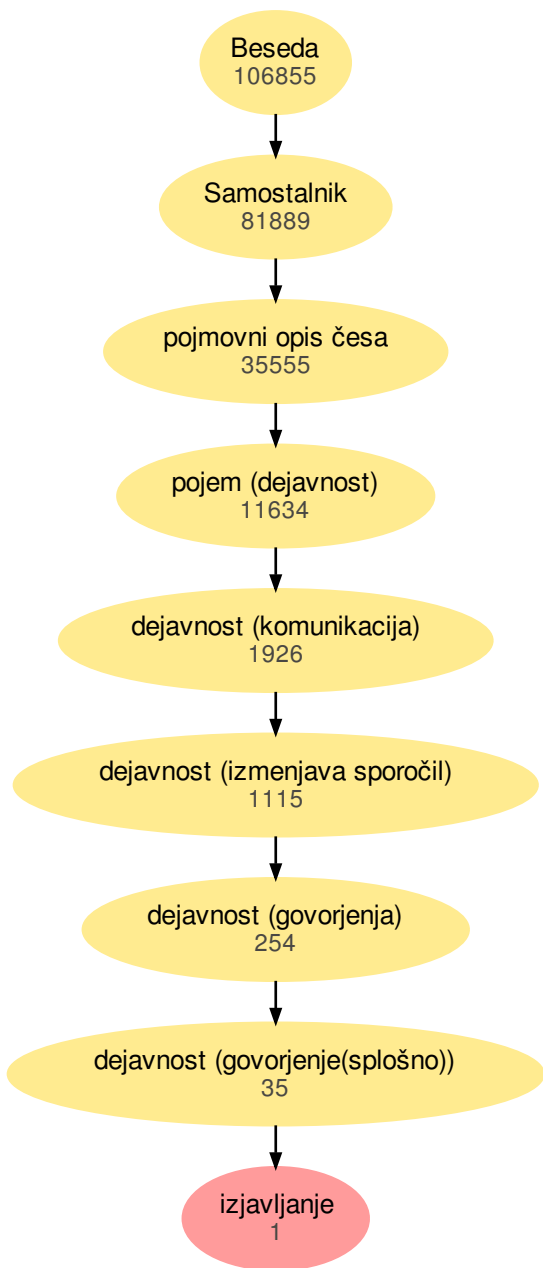 Beseda
106855
Samostalnik
81889
pojmovni opis česa
35555
pojem (dejavnost)
11634
dejavnost (komunikacija)
1926
dejavnost (izmenjava sporočil)
1115
dejavnost (govorjenja)
254
dejavnost (govorjenje(splošno))
35
izjavljanje
1